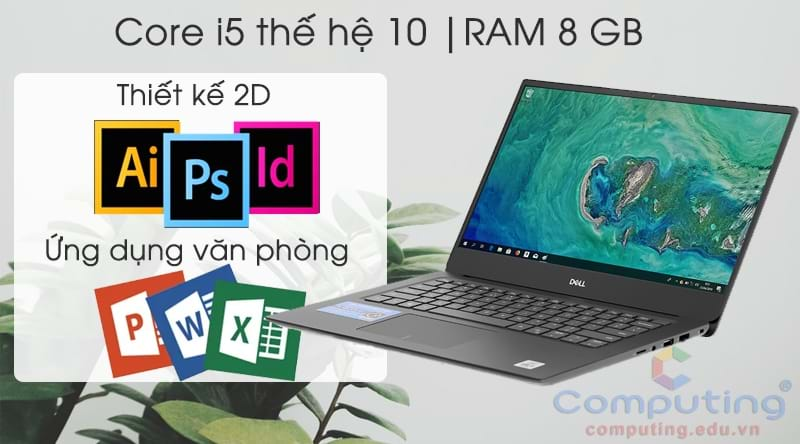 Core i5 thế hệ 10 | RAM 8 GB
Thiết kế 2D
Ai Ps Id
Ứng dụng văn phòng
P W X
DELL
Computing®
computing.edu.vn